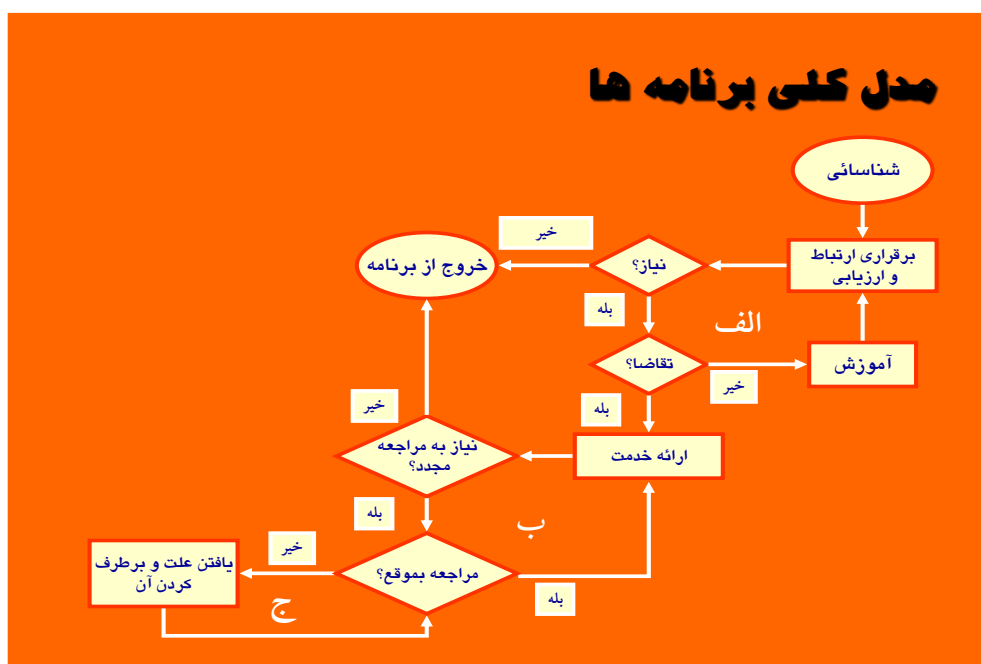 مدل کلی برنامه ها
شناسائی
برقراری ارتباط
و ارزیابی
نیاز؟
خیر
خروج از برنامه
بله
الف
تقاضا؟
خیر
آموزش
بله
ارائه خدمت
نیاز به مراجعه
مجدد؟
خیر
بله
ب
مراجعه بموقع؟
بله
خیر
یافتن علت و برطرف
کردن آن
ج